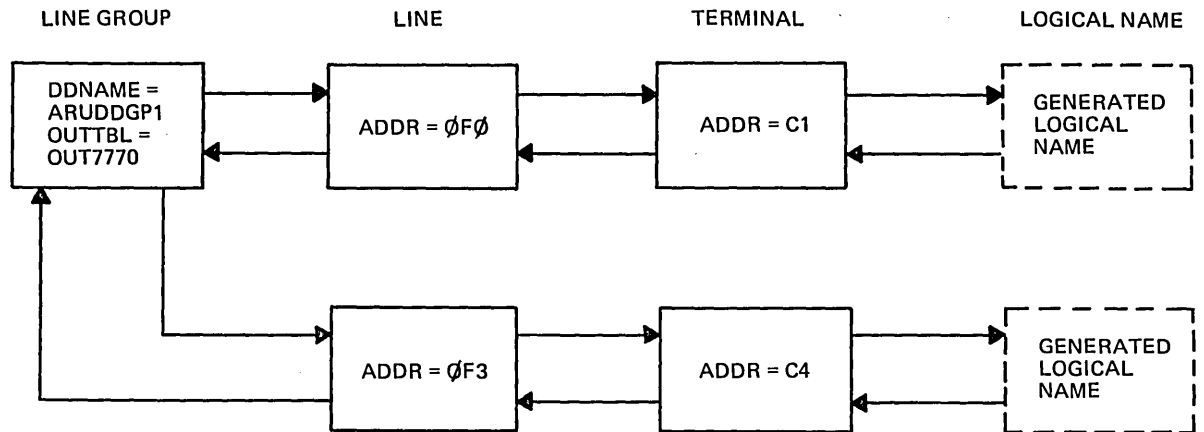 LINE GROUP
LINE
TERMINAL
LOGICAL NAME
DDNAME =
ARUDDGP1
OUTTBL =
OUT7770
ADDR = ØFØ
ADDR = C1
GENERATED
LOGICAL
NAME
ADDR = ØF3
ADDR = C4
GENERATED
LOGICAL
NAME